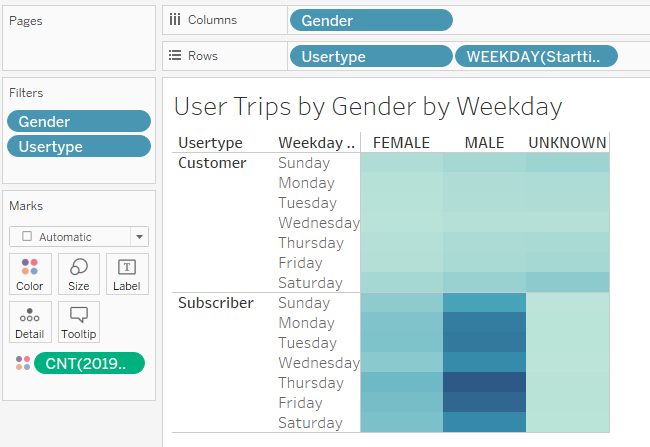 Pages
Columns
Gender
Rows
Usertype
WEEKDAY(Startti..
Filters
Gender
Usertype
Marks
Automatic
Color
Size
Label
Detail
Tooltip
CNT(2019..
User Trips by Gender by Weekday
Usertype Weekday .. FEMALE MALE UNKNOWN
Customer Sunday
Monday
Tuesday
Wednesday
Thursday
Friday
Saturday
Subscriber Sunday
Monday
Tuesday
Wednesday
Thursday
Friday
Saturday